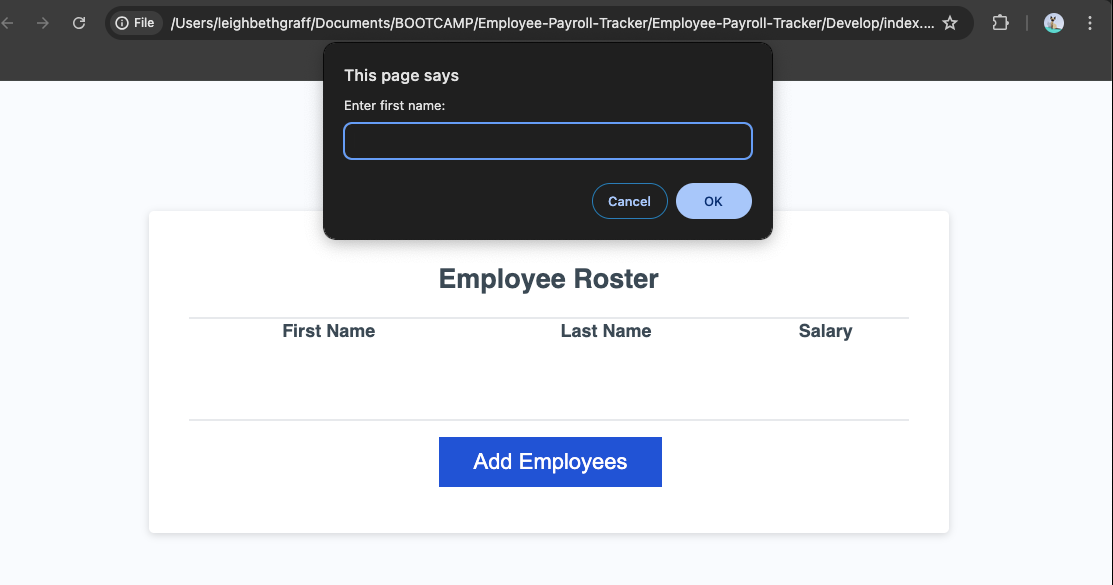 File /Users/leighbethgraff/Documents/BOOTCAMP/Employee-Payroll-Tracker/Employee-Payroll-Tracker/Develop/index....
This page says
Enter first name:
Cancel OK
Employee Roster
First Name Last Name Salary
Add Employees